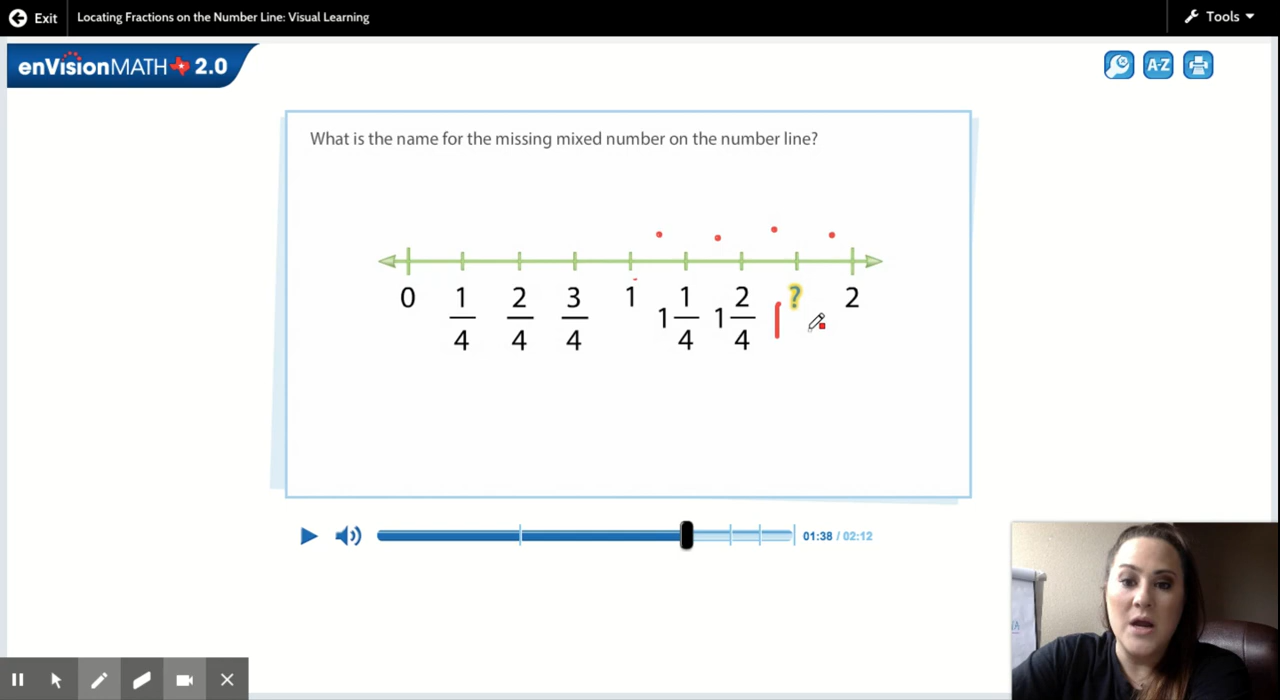 Exit
Locating Fractions on the Number Line: Visual Learning
Tools
enVisionMATH 2.0
A-Z
What is the name for the missing mixed number on the number line?
0 1/4 2/4 3/4 1 1 1/4 1 2/4 1 ? 2
01:38 / 02:12